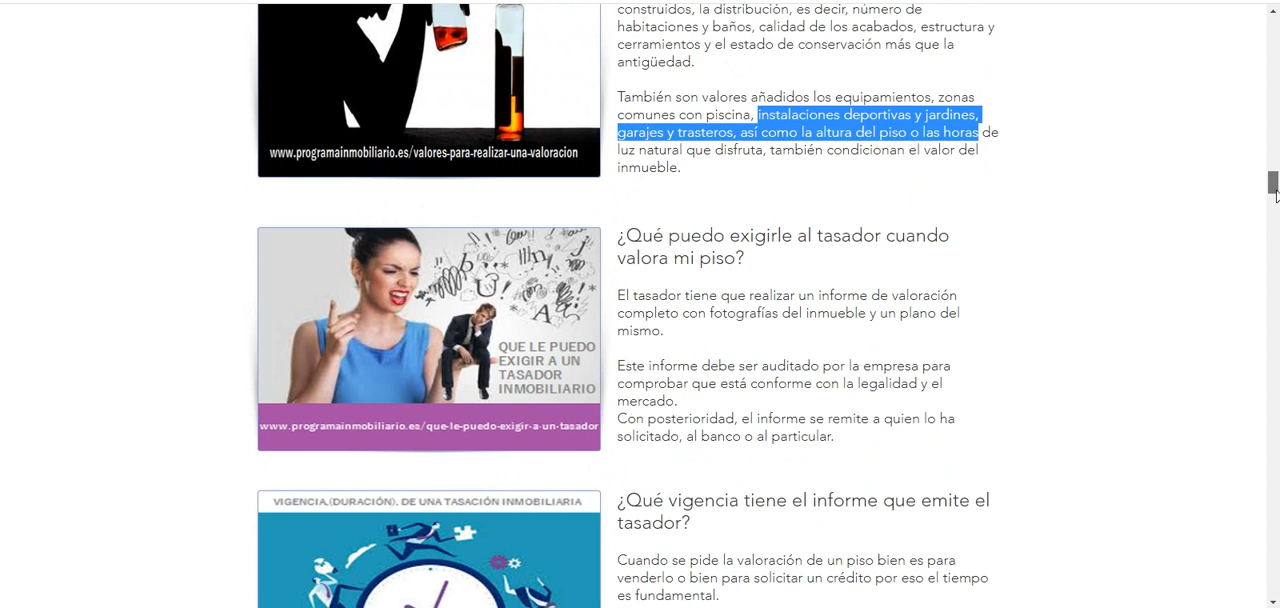 construidos, la distribución, es decir, número de
habitaciones y baños, calidad de los acabados, estructura y
cerramientos y el estado de conservación más que la
antigüedad.
También son valores añadidos los equipamientos, zonas
comunes con piscina, instalaciones deportivas y jardines,
garajes y trasteros, así como la altura del piso o las horas de
luz natural que disfruta, también condicionan el valor del
inmueble.
www.programainmobiliario.es/valores-para-realizar-una-valoracion
¿Qué puedo exigirle al tasador cuando
valora mi piso?
El tasador tiene que realizar un informe de valoración
completo con fotografías del inmueble y un plano del
mismo.
Este informe debe ser auditado por la empresa para
comprobar que está conforme con la legalidad y el
mercado.
Con posterioridad, el informe se remite a quien lo ha
solicitado, al banco o al particular.
QUE LE PUEDO
EXIGIR A UN
TASADOR
INMOBILIARIO
www.programainmobiliario.es/que-le-puedo-exigir-a-un-tasador
VIGENCIA,(DURACIÓN), DE UNA TASACIÓN INMOBILIARIA
¿Qué vigencia tiene el informe que emite el
tasador?
Cuando se pide la valoración de un piso bien es para
venderlo o bien para solicitar un crédito por eso el tiempo
es fundamental.